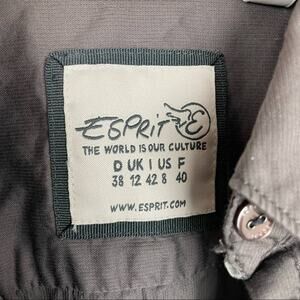 ESPRIT E
THE WORLD IS OUR CULTURE
D UK I US F
38 12 42 8 40
WWW.ESPRIT.COM